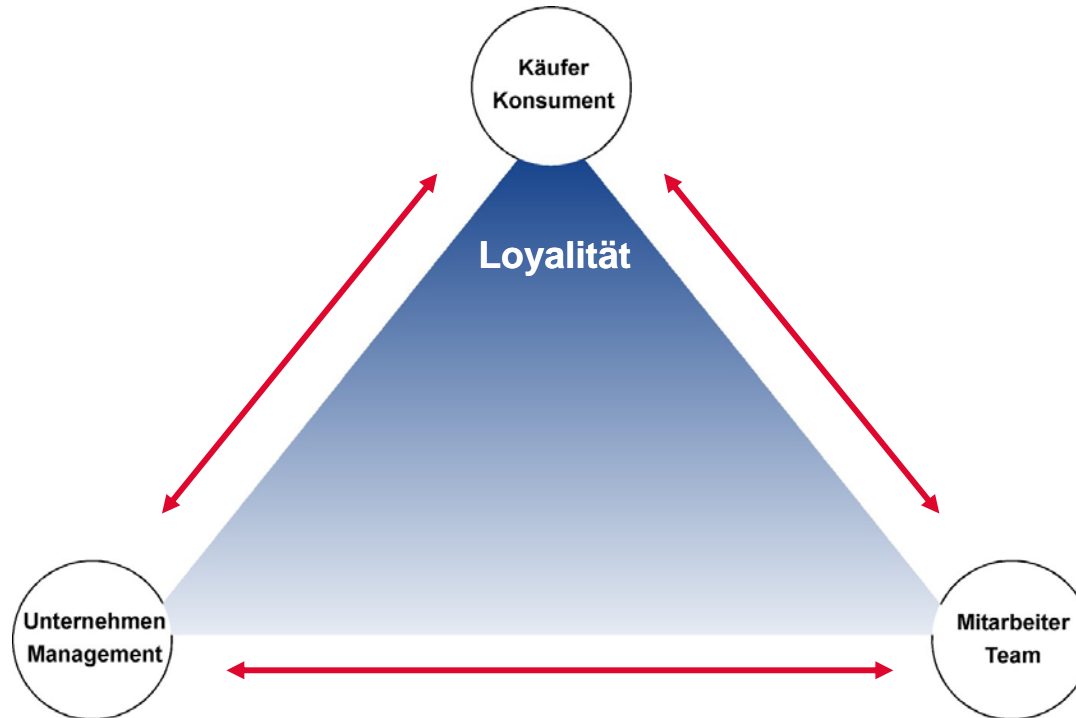 Käufer
Konsument
Loyalität
Unternehmen
Management
Mitarbeiter
Team